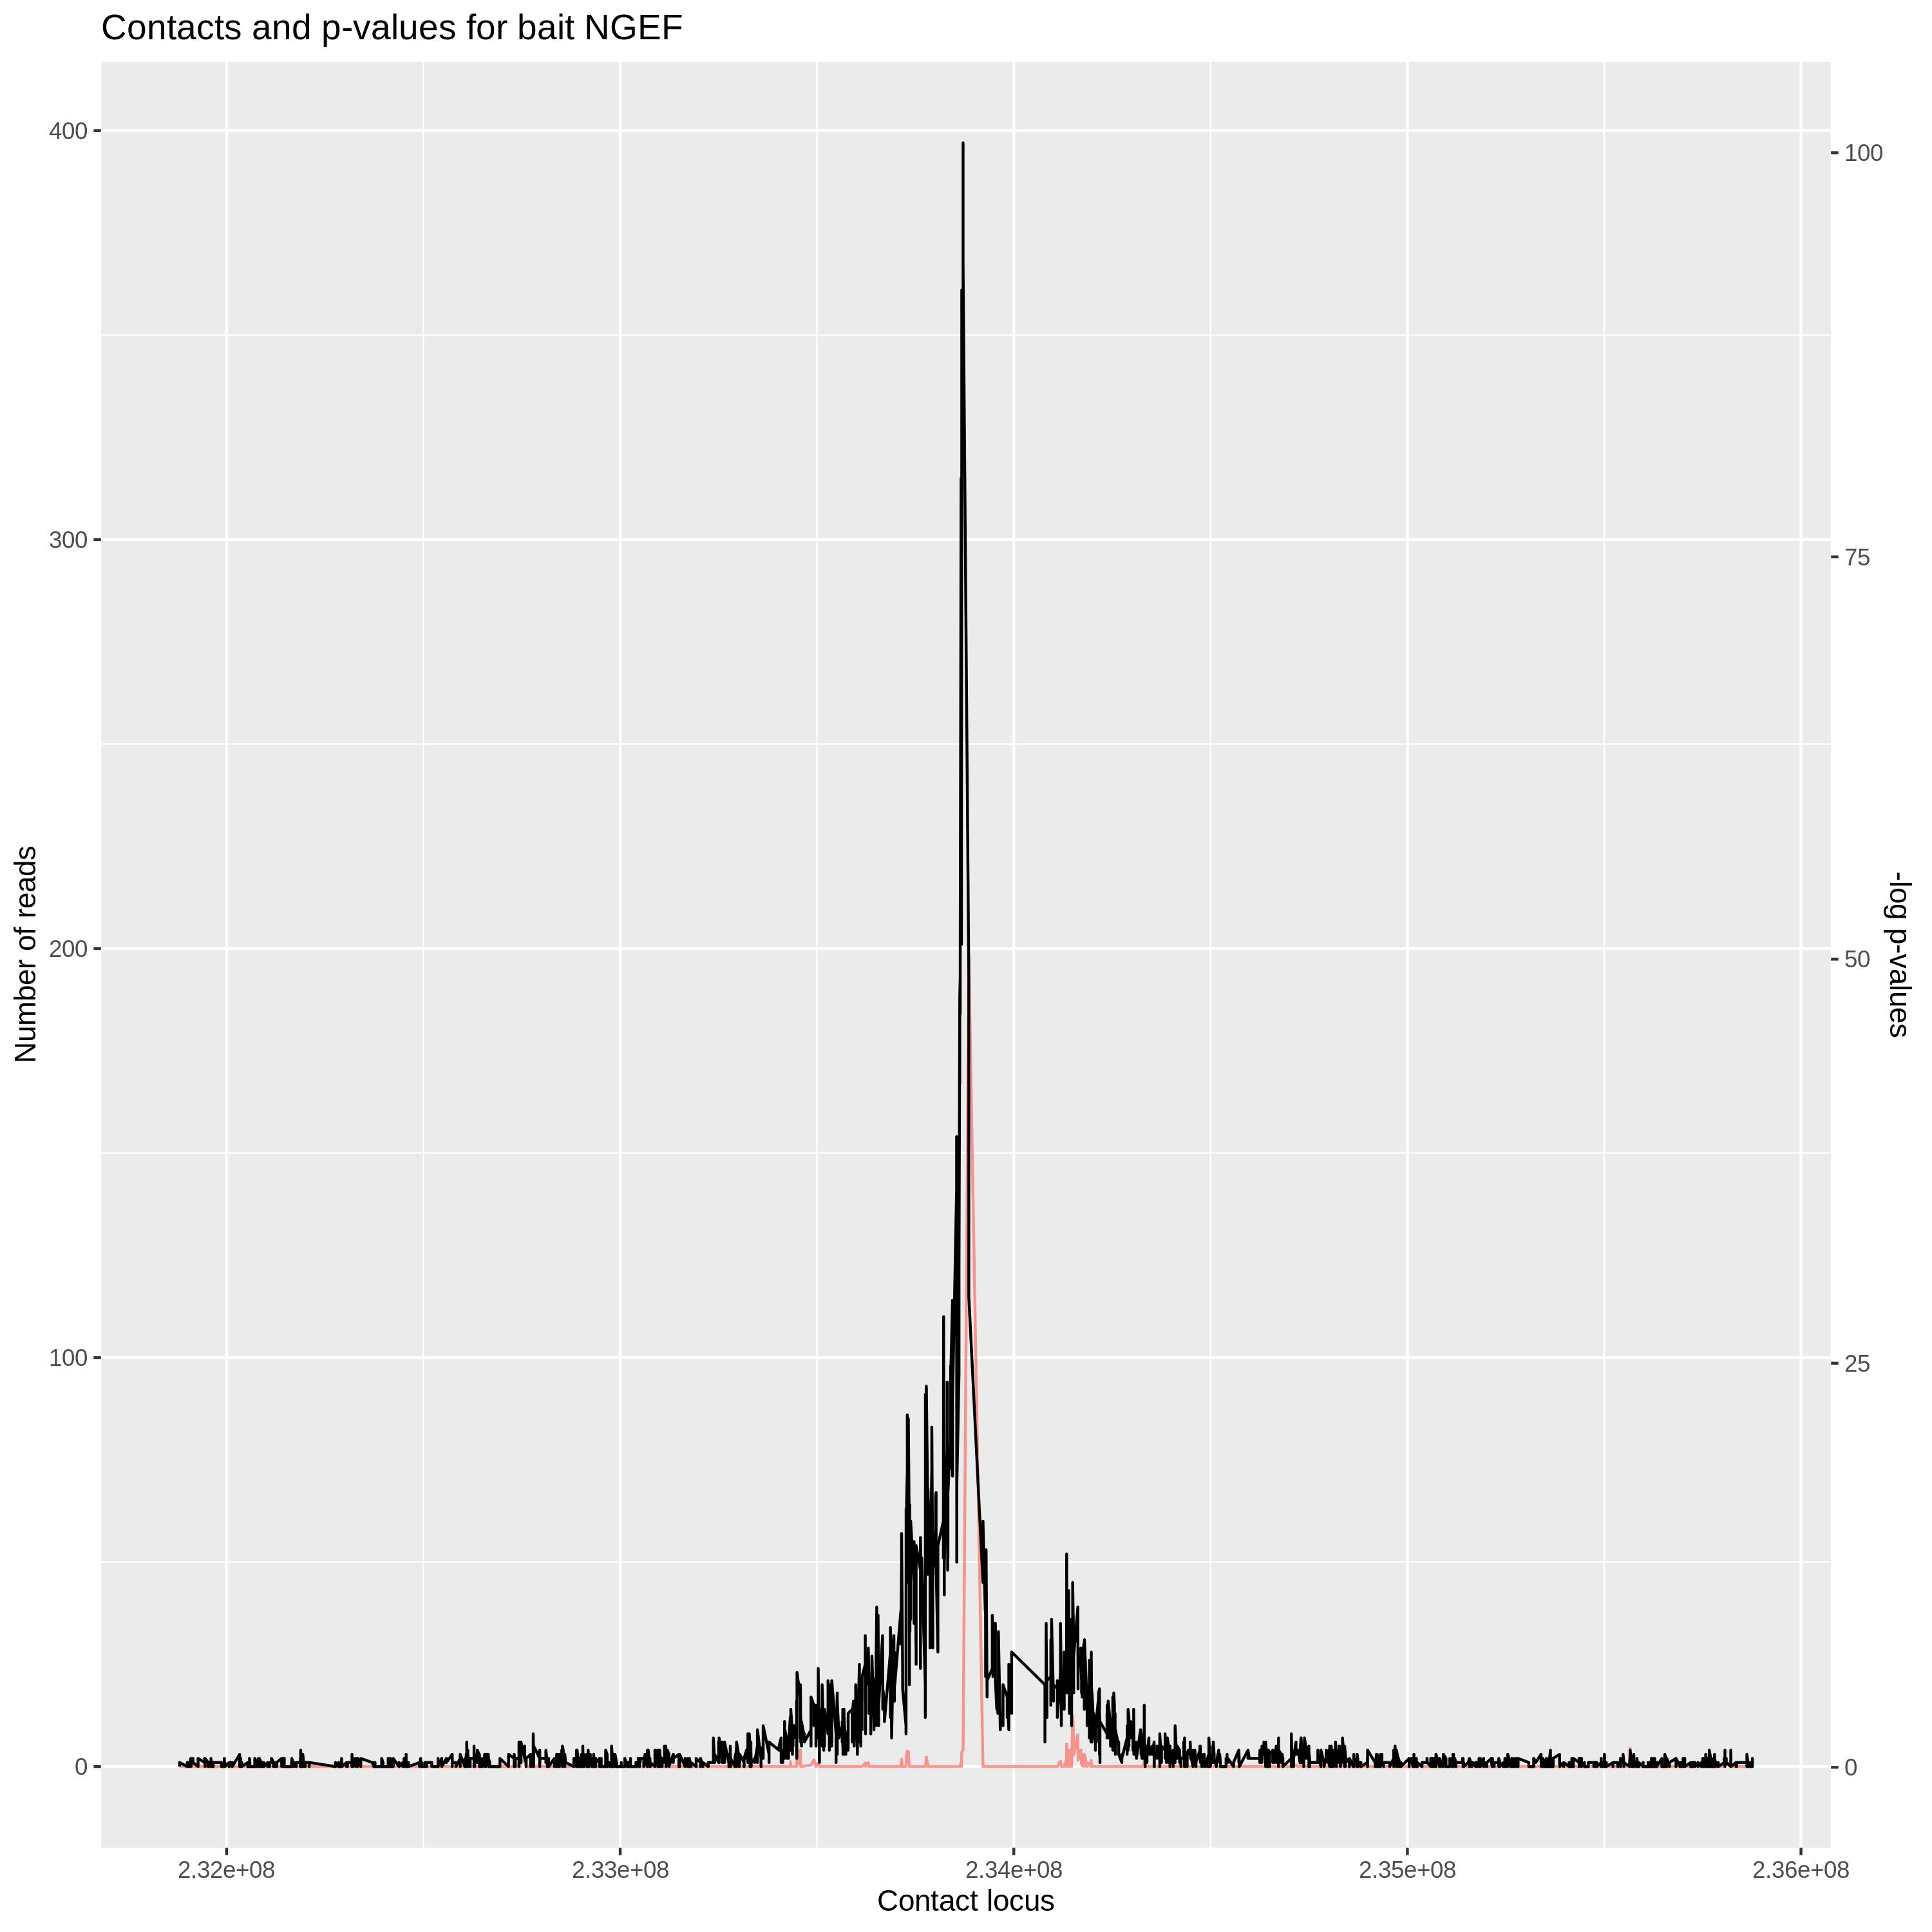 Contacts and p-values for bait NGEF
400
300
200
100
0
Number of reads
100
75
50
25
0
-log p-values
2.32e+08 2.33e+08 2.34e+08 2.35e+08 2.36e+08
Contact locus